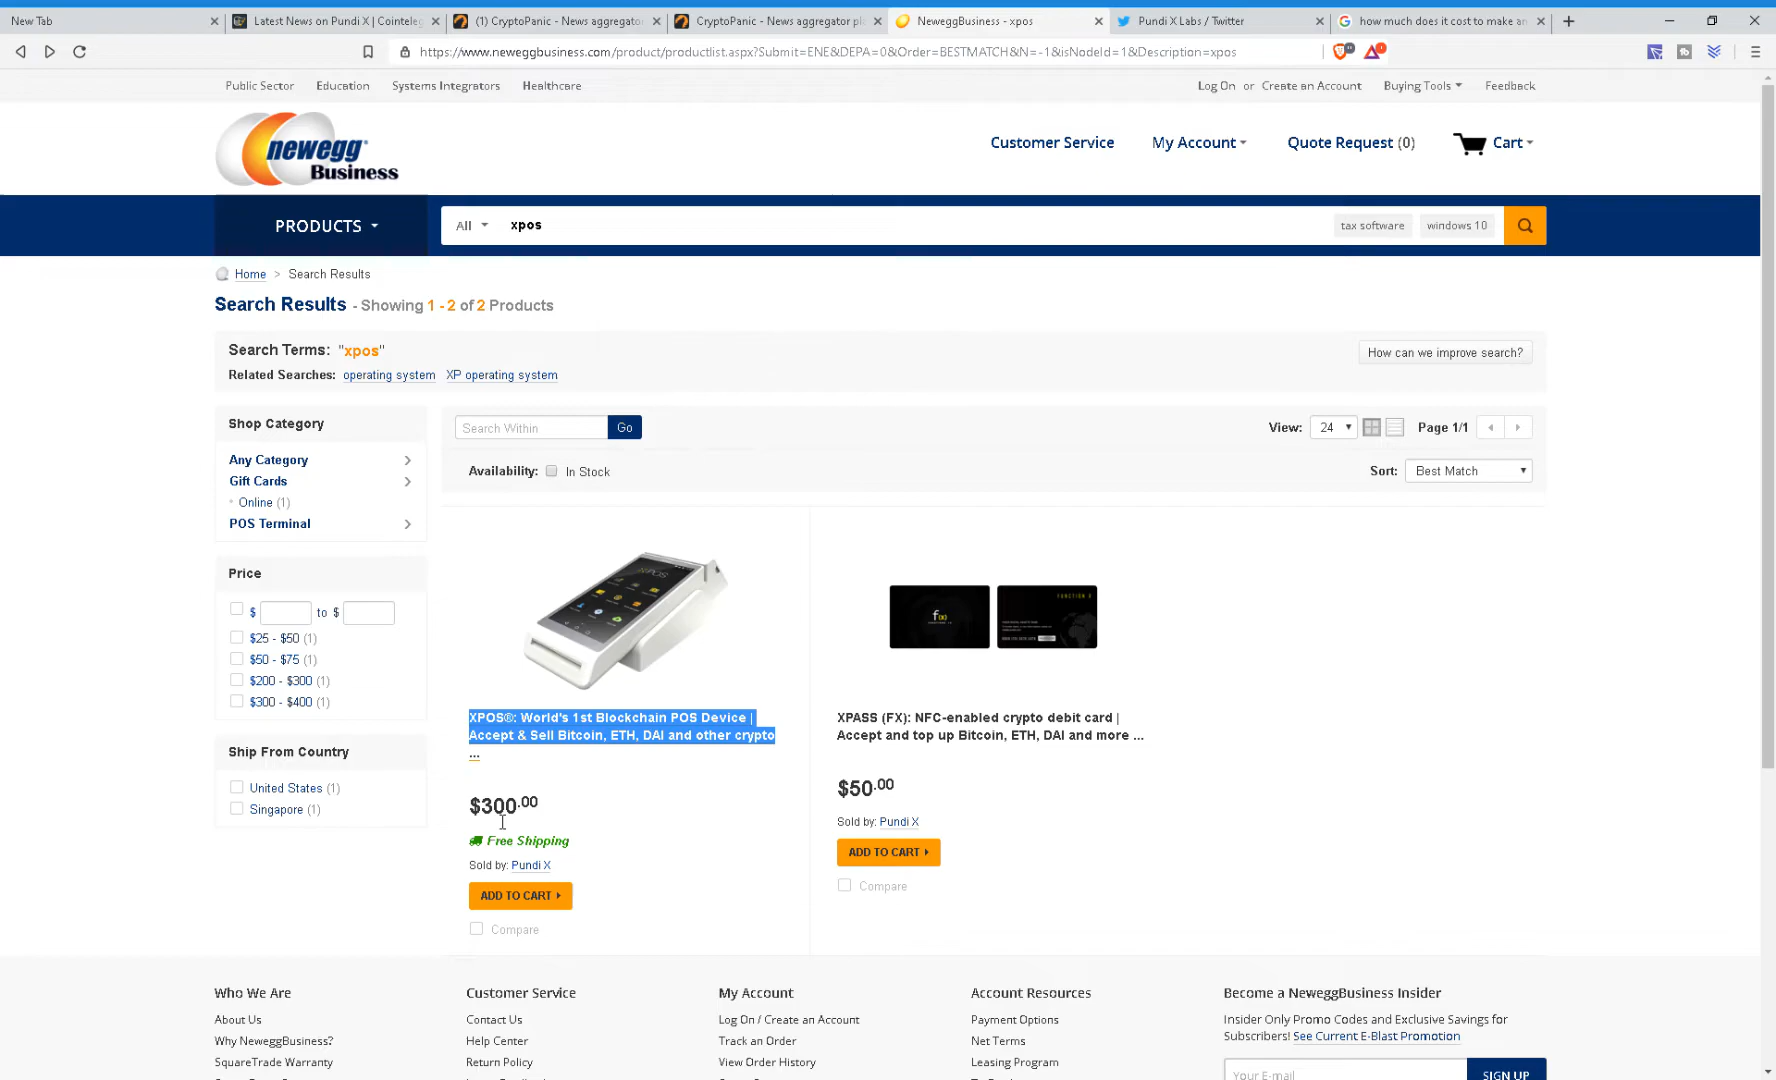 New Tab
Latest News on Pundi X | Cointeleg
(1) CryptoPanic - News aggregator
CryptoPanic - News aggregator pla
NeweggBusiness - xpos
Pundi X Labs / Twitter
how much does it cost to make an
https://www.neweggbusiness.com/product/productlist.aspx?Submit=ENE&DEPA=0&Order=BESTMATCH&N=-1&isNodeId=1&Description=xpos
Public Sector Education Systems Integrators Healthcare
Log On or Create an Account Buying Tools Feedback
newegg Business
Customer Service My Account Quote Request (0) Cart
PRODUCTS All xpos tax software windows 10
Home > Search Results
Search Results - Showing 1 - 2 of 2 Products
Search Terms: "xpos"
How can we improve search?
Related Searches: operating system XP operating system
Shop Category
Any Category
Gift Cards
Online (1)
POS Terminal
Price
$ to $
$25 - $50 (1)
$50 - $75 (1)
$200 - $300 (1)
$300 - $400 (1)
Ship From Country
United States (1)
Singapore (1)
Search Within Go
View: 24 Page 1/1
Availability: In Stock
Sort: Best Match
XPOS
XPOS®: World's 1st Blockchain POS Device |
Accept & Sell Bitcoin, ETH, DAI and other crypto
...
$300.00
Free Shipping
Sold by: Pundi X
ADD TO CART
Compare
f(x)
FUNCTION X
XPASS (FX): NFC-enabled crypto debit card |
Accept and top up Bitcoin, ETH, DAI and more ...
$50.00
Sold by: Pundi X
ADD TO CART
Compare
Who We Are
About Us
Why NeweggBusiness?
SquareTrade Warranty
Customer Service
Contact Us
Help Center
Return Policy
My Account
Log On / Create an Account
Track an Order
View Order History
Account Resources
Payment Options
Net Terms
Leasing Program
Become a NeweggBusiness Insider
Insider Only Promo Codes and Exclusive Savings for
Subscribers! See Current E-Blast Promotion
Your E-mail SIGN UP